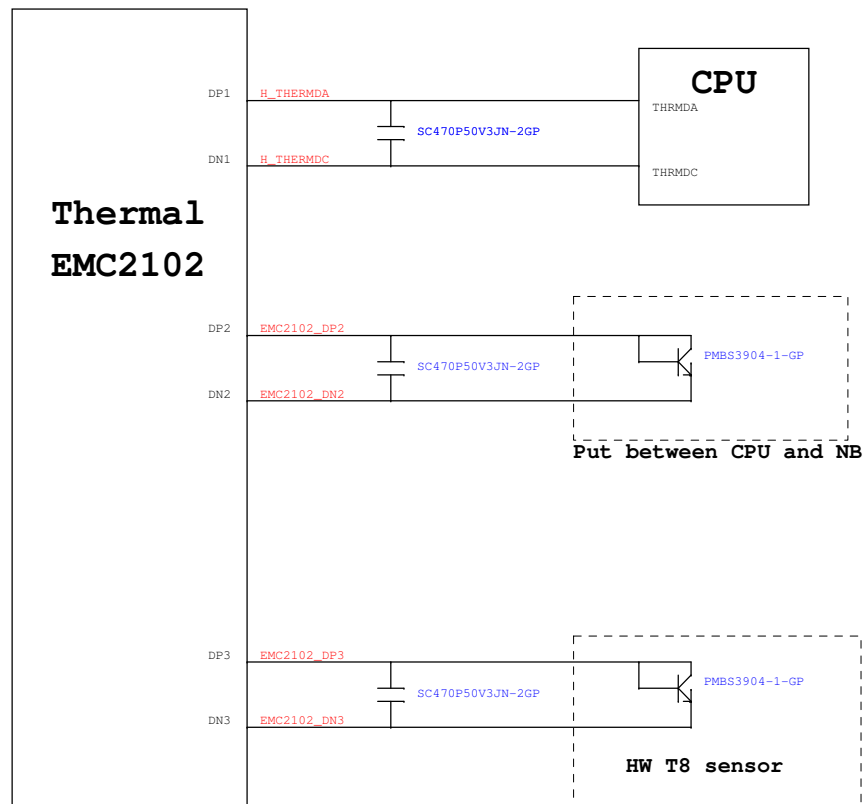 CPU
DP1 H_THERMDA
THRMDA
SC470P50V3JN-2GP
DN1 H_THERMDC
THRMDC
Thermal
EMC2102
DP2 EMC2102_DP2
PMBS3904-1-GP
SC470P50V3JN-2GP
DN2 EMC2102_DN2
Put between CPU and NB
DP3 EMC2102_DP3
PMBS3904-1-GP
SC470P50V3JN-2GP
DN3 EMC2102_DN3
HW T8 sensor